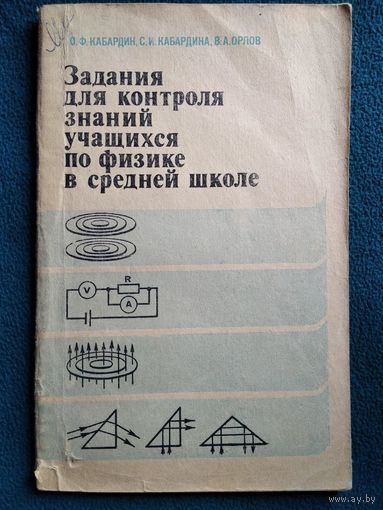 О.Ф.КАБАРДИН, С.И.КАБАРДИНА, В.А.ОРЛОВ
Задания
для контроля
знаний
учащихся
по физике
в средней школе
V
R
A
ay.by